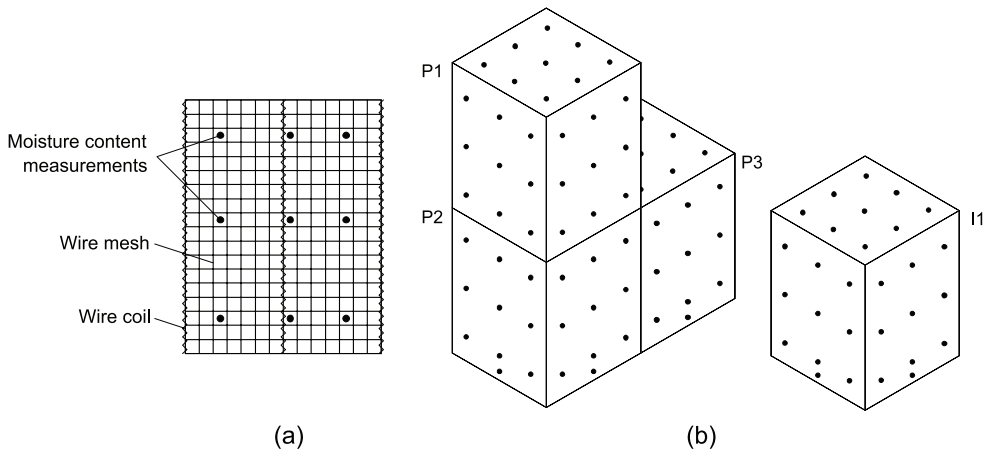 Moisture content
measurements
Wire mesh
Wire coil
(a)
P1
P2
P3
I1
(b)